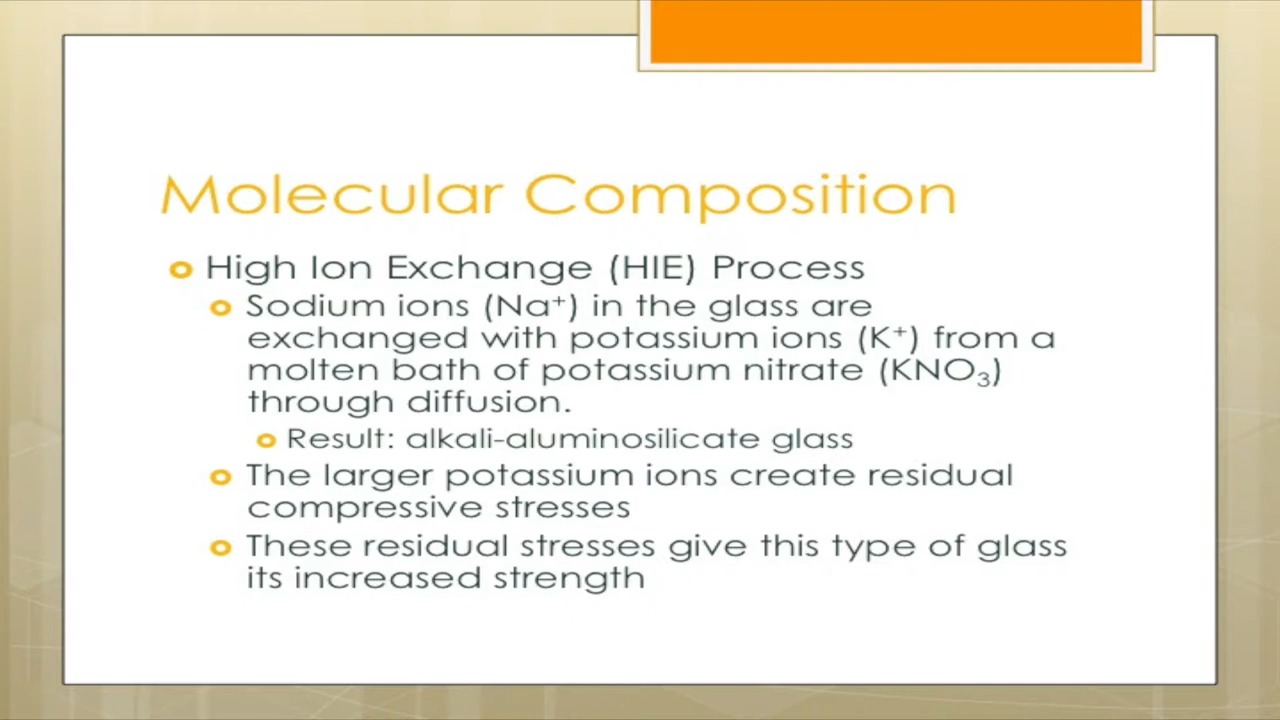 Molecular Composition
High Ion Exchange (HIE) Process
Sodium ions (Na⁺) in the glass are
exchanged with potassium ions (K⁺) from a
molten bath of potassium nitrate (KNO₃)
through diffusion.
Result: alkali-aluminosilicate glass
The larger potassium ions create residual
compressive stresses
These residual stresses give this type of glass
its increased strength